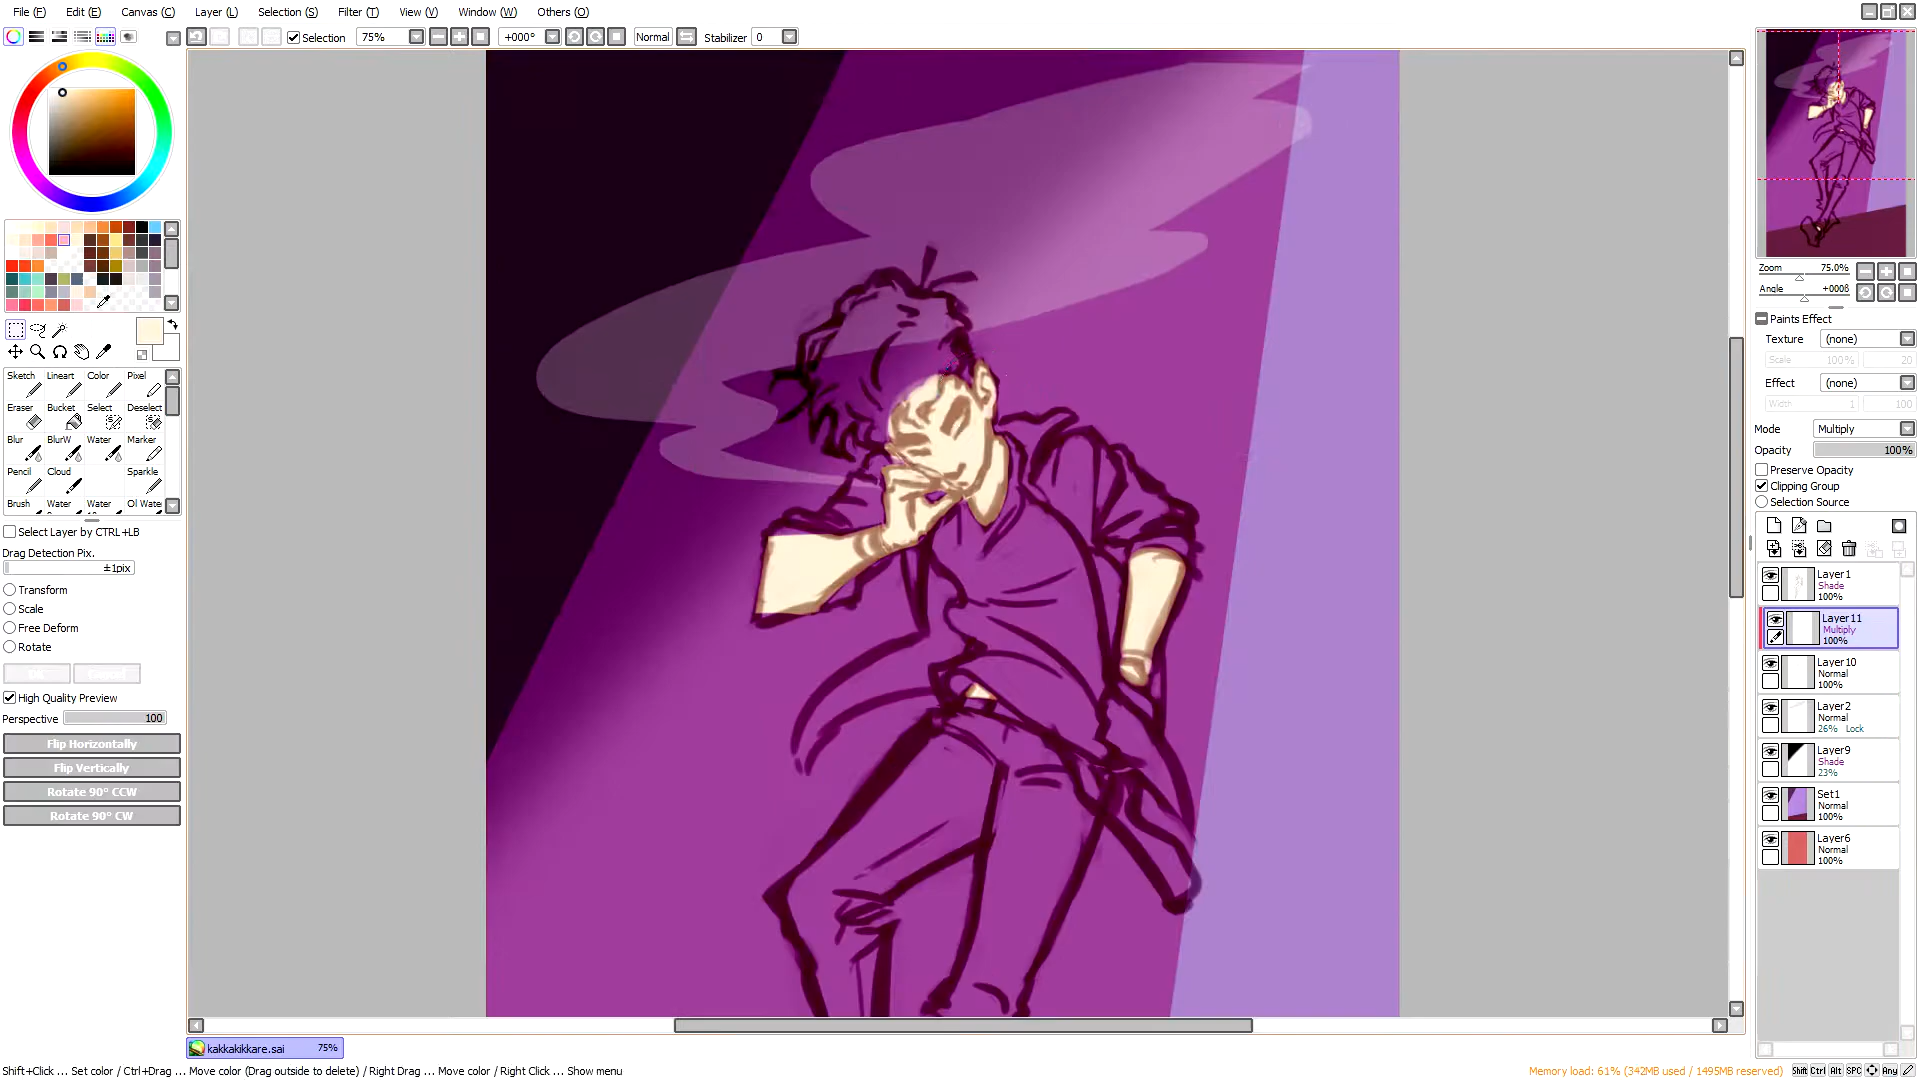 File (F) Edit (E) Canvas (C) Layer (L) Selection (S) Filter (T) View (V) Window (W) Others (O)
Selection 75% +000° Normal Stabilizer 0
Sketch Lineart Color Pixel
Eraser Bucket Select Deselect
Blur BlurW Water Marker
Pencil Cloud Sparkle
Brush Water Water Oil Wate
Select Layer by CTRL+LB
Drag Detection Pix.
±1pix
Transform
Scale
Free Deform
Rotate
High Quality Preview
Perspective 100
Flip Horizontally
Flip Vertically
Rotate 90° CCW
Rotate 90° CW
Zoom 75.0%
Angle +000ß
Paints Effect
Texture (none)
Scale 100% 20
Effect (none)
Width 1 100
Mode Multiply
Opacity 100%
Preserve Opacity
Clipping Group
Selection Source
Layer1
Shade
100%
Layer11
Multiply
100%
Layer10
Normal
100%
Layer2
Normal
26% Lock
Layer9
Shade
23%
Set1
Normal
100%
Layer6
Normal
100%
kakkakikkare.sai 75%
Shift+Click ... Set color / Ctrl+Drag ... Move color (Drag outside to delete) / Right Drag ... Move color / Right Click ... Show menu
Memory load: 61% (342MB used / 1495MB reserved) Shift Ctrl Alt SPC Any